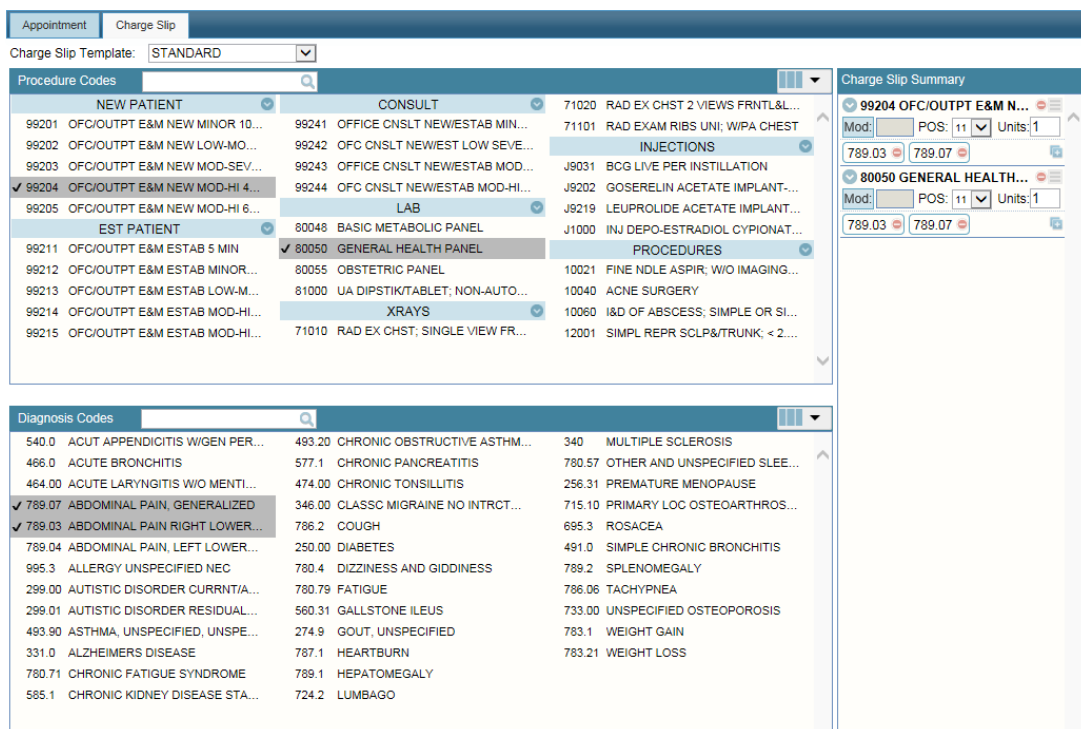 Appointment Charge Slip
Charge Slip Template: STANDARD
Procedure Codes
NEW PATIENT
99201 OFC/OUTPT E&M NEW MINOR 10...
99202 OFC/OUTPT E&M NEW LOW-MO...
99203 OFC/OUTPT E&M NEW MOD-SEV...
99204 OFC/OUTPT E&M NEW MOD-HI 4...
99205 OFC/OUTPT E&M NEW MOD-HI 6...
EST PATIENT
99211 OFC/OUTPT E&M ESTAB 5 MIN
99212 OFC/OUTPT E&M ESTAB MINOR...
99213 OFC/OUTPT E&M ESTAB LOW-M...
99214 OFC/OUTPT E&M ESTAB MOD-HI...
99215 OFC/OUTPT E&M ESTAB MOD-HI...
CONSULT
99241 OFFICE CNSLT NEW/ESTAB MIN...
99242 OFC CNSLT NEW/EST LOW SEVE...
99243 OFFICE CNSLT NEW/ESTAB MOD...
99244 OFC CNSLT NEW/ESTAB MOD-HI...
LAB
80048 BASIC METABOLIC PANEL
80050 GENERAL HEALTH PANEL
80055 OBSTETRIC PANEL
81000 UA DIPSTIK/TABLET; NON-AUTO...
XRAYS
71010 RAD EX CHST; SINGLE VIEW FR...
71020 RAD EX CHST 2 VIEWS FRNTL&L...
71101 RAD EXAM RIBS UNI; W/PA CHEST
INJECTIONS
J9031 BCG LIVE PER INSTILLATION
J9202 GOSERELIN ACETATE IMPLANT-...
J9219 LEUPROLIDE ACETATE IMPLANT...
J1000 INJ DEPO-ESTRADIOL CYPIONAT...
PROCEDURES
10021 FINE NDLE ASPIR; W/O IMAGING...
10040 ACNE SURGERY
10060 I&D OF ABSCESS; SIMPLE OR SI...
12001 SIMPL REPR SCLP&/TRUNK; < 2....
Charge Slip Summary
99204 OFC/OUTPT E&M N...
Mod: POS: 11 Units: 1
789.03 789.07
80050 GENERAL HEALTH...
Mod: POS: 11 Units: 1
789.03 789.07
Diagnosis Codes
540.0 ACUT APPENDICITIS W/GEN PER...
466.0 ACUTE BRONCHITIS
464.00 ACUTE LARYNGITIS W/O MENTI...
789.07 ABDOMINAL PAIN, GENERALIZED
789.03 ABDOMINAL PAIN RIGHT LOWER...
789.04 ABDOMINAL PAIN, LEFT LOWER...
995.3 ALLERGY UNSPECIFIED NEC
299.00 AUTISTIC DISORDER CURRNT/A...
299.01 AUTISTIC DISORDER RESIDUAL...
493.90 ASTHMA, UNSPECIFIED, UNSPE...
331.0 ALZHEIMERS DISEASE
780.71 CHRONIC FATIGUE SYNDROME
585.1 CHRONIC KIDNEY DISEASE STA...
493.20 CHRONIC OBSTRUCTIVE ASTHM...
577.1 CHRONIC PANCREATITIS
474.00 CHRONIC TONSILLITIS
346.00 CLASSC MIGRAINE NO INTRCT...
786.2 COUGH
250.00 DIABETES
780.4 DIZZINESS AND GIDDINESS
780.79 FATIGUE
560.31 GALLSTONE ILEUS
274.9 GOUT, UNSPECIFIED
787.1 HEARTBURN
789.1 HEPATOMEGALY
724.2 LUMBAGO
340 MULTIPLE SCLEROSIS
780.57 OTHER AND UNSPECIFIED SLEE...
256.31 PREMATURE MENOPAUSE
715.10 PRIMARY LOC OSTEOARTHROS...
695.3 ROSACEA
491.0 SIMPLE CHRONIC BRONCHITIS
789.2 SPLENOMEGALY
786.06 TACHYPNEA
733.00 UNSPECIFIED OSTEOPOROSIS
783.1 WEIGHT GAIN
783.21 WEIGHT LOSS